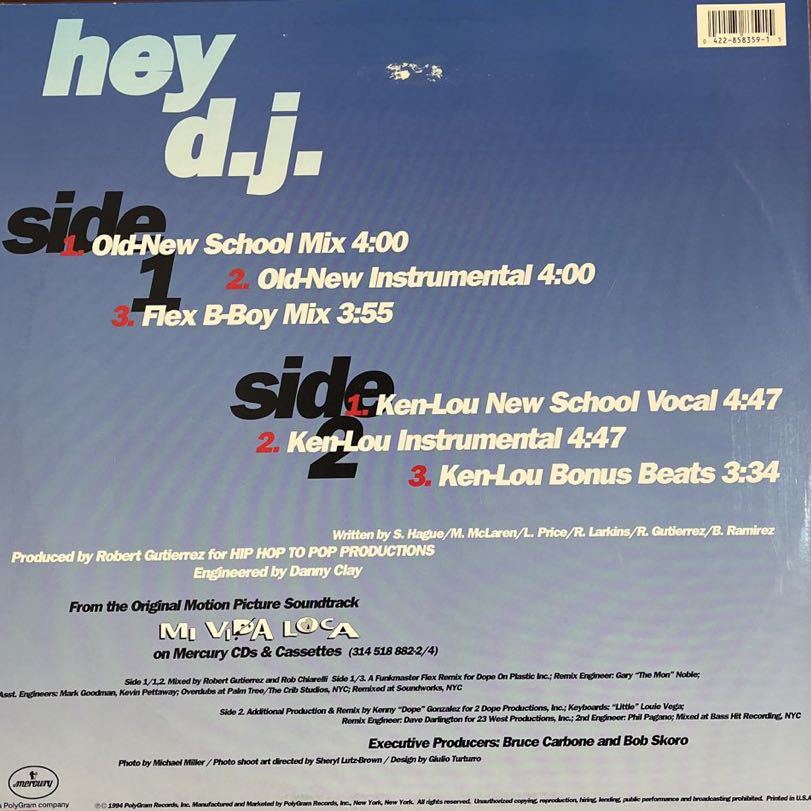 hey
d.j.
0 422-858359-1 5
side 1
1. Old-New School Mix 4:00
2. Old-New Instrumental 4:00
3. Flex B-Boy Mix 3:55
side 2
1. Ken-Lou New School Vocal 4:47
2. Ken-Lou Instrumental 4:47
3. Ken-Lou Bonus Beats 3:34
Written by S. Hague/M. McLaren/L. Price/R. Larkins/R. Gutierrez/B. Ramirez
Produced by Robert Gutierrez for HIP HOP TO POP PRODUCTIONS
Engineered by Danny Clay
From the Original Motion Picture Soundtrack
MI VIDA LOCA
on Mercury CDs & Cassettes (314 518 882-2/4)
Side 1/1,2. Mixed by Robert Gutierrez and Rob Chiarelli Side 1/3. A Funkmaster Flex Remix for Dope On Plastic Inc.; Remix Engineer: Gary "The Mon" Noble;
Asst. Engineers: Mark Goodman, Kevin Pettaway; Overdubs at Palm Tree/The Crib Studios, NYC; Remixed at Soundworks, NYC
Side 2. Additional Production & Remix by Kenny "Dope" Gonzalez for 2 Dope Productions, Inc.; Keyboards: "Little" Louie Vega;
Remix Engineer: Dave Darlington for 23 West Productions, Inc.; 2nd Engineer: Phil Pagano; Mixed at Bass Hit Recording, NYC
Executive Producers: Bruce Carbone and Bob Skoro
Photo by Michael Miller / Photo shoot art directed by Sheryl Lutz-Brown / Design by Giulio Turturro
mercury
a PolyGram company
℗© 1994 PolyGram Records, Inc. Manufactured and Marketed by PolyGram Records, Inc., New York, New York. All rights reserved. Unauthorized copying, reproduction, hiring, lending, public performance and broadcasting prohibited. Printed in U.S.A.